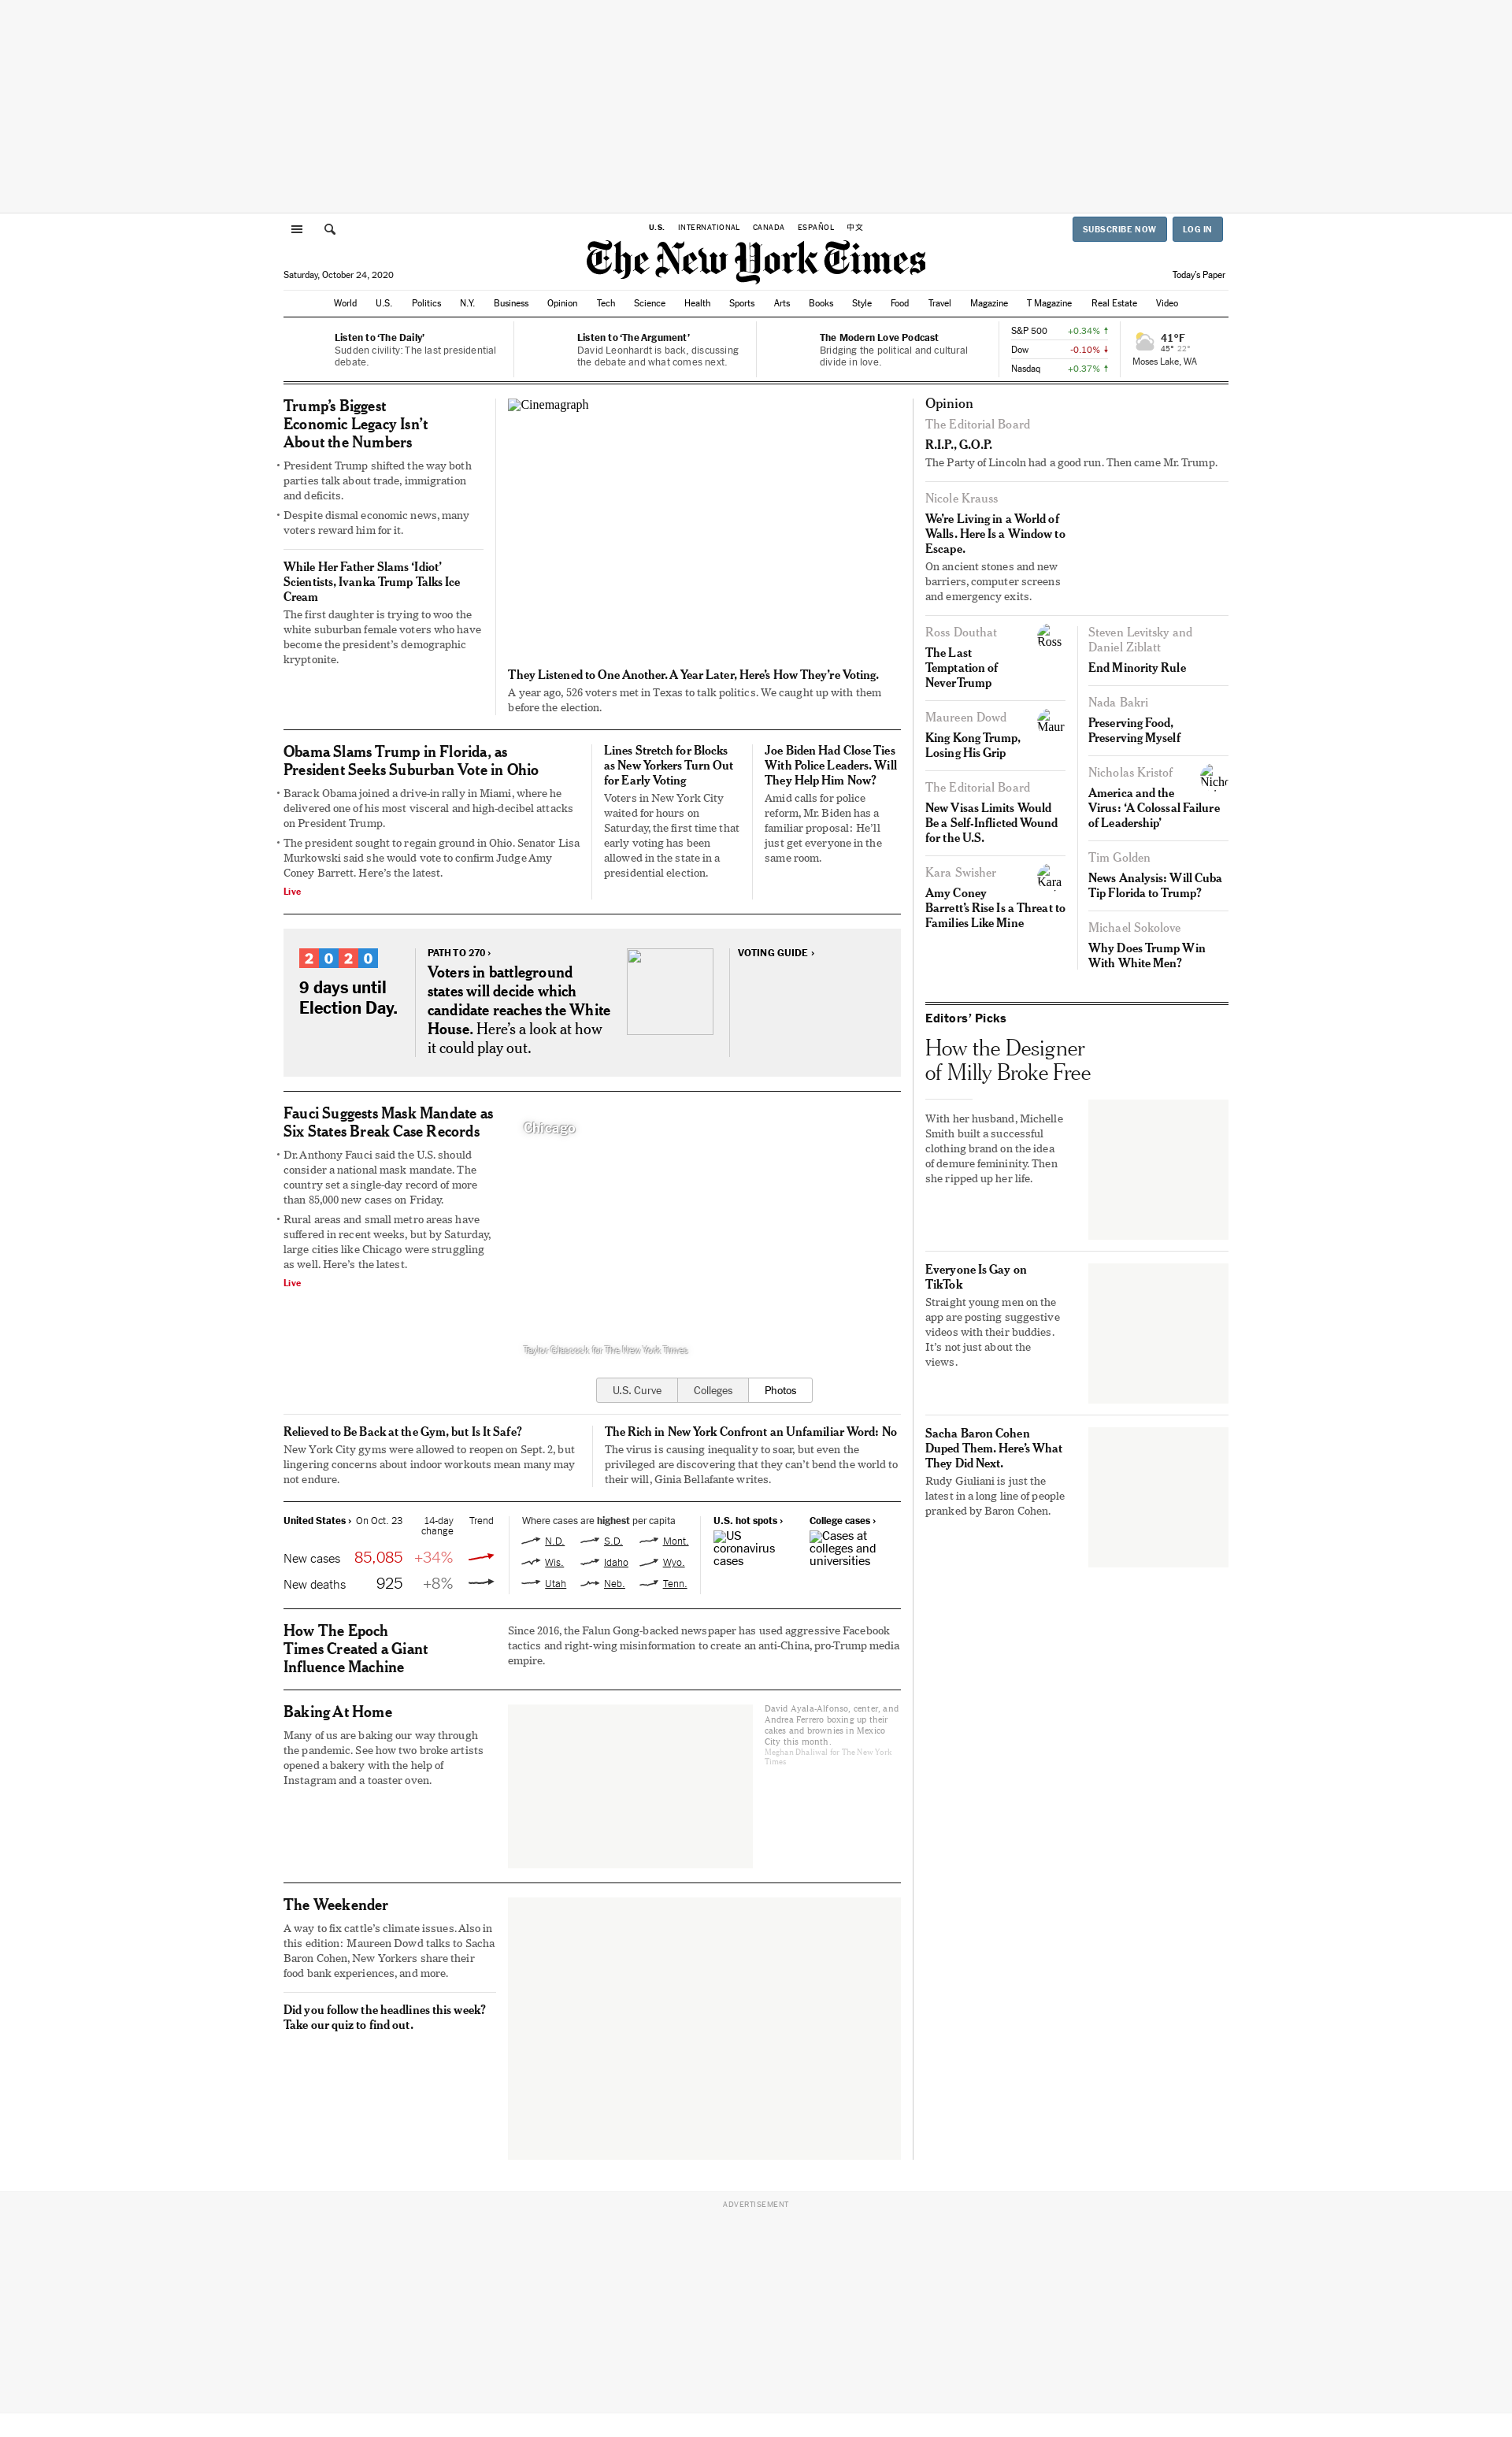 U.S. INTERNATIONAL CANADA ESPAÑOL 中文
SUBSCRIBE NOW
LOG IN
The New York Times
Saturday, October 24, 2020
Today's Paper
World U.S. Politics N.Y. Business Opinion Tech Science Health Sports Arts Books Style Food Travel Magazine T Magazine Real Estate Video
Listen to ‘The Daily’
Sudden civility: The last presidential
debate.
Listen to ‘The Argument’
David Leonhardt is back, discussing
the debate and what comes next.
The Modern Love Podcast
Bridging the political and cultural
divide in love.
S&P 500 +0.34% ↑
Dow -0.10% ↓
Nasdaq +0.37% ↑
41°F
45° 22°
Moses Lake, WA
Trump’s Biggest
Economic Legacy Isn’t
About the Numbers
• President Trump shifted the way both
parties talk about trade, immigration
and deficits.
• Despite dismal economic news, many
voters reward him for it.
While Her Father Slams ‘Idiot’
Scientists, Ivanka Trump Talks Ice
Cream
The first daughter is trying to woo the
white suburban female voters who have
become the president’s demographic
kryptonite.
Cinemagraph
They Listened to One Another. A Year Later, Here’s How They’re Voting.
A year ago, 526 voters met in Texas to talk politics. We caught up with them
before the election.
Obama Slams Trump in Florida, as
President Seeks Suburban Vote in Ohio
• Barack Obama joined a drive-in rally in Miami, where he
delivered one of his most visceral and high-decibel attacks
on President Trump.
• The president sought to regain ground in Ohio. Senator Lisa
Murkowski said she would vote to confirm Judge Amy
Coney Barrett. Here’s the latest.
Live
Lines Stretch for Blocks
as New Yorkers Turn Out
for Early Voting
Voters in New York City
waited for hours on
Saturday, the first time that
early voting has been
allowed in the state in a
presidential election.
Joe Biden Had Close Ties
With Police Leaders. Will
They Help Him Now?
Amid calls for police
reform, Mr. Biden has a
familiar proposal: He’ll
just get everyone in the
same room.
2020
9 days until
Election Day.
PATH TO 270 ›
Voters in battleground
states will decide which
candidate reaches the White
House. Here’s a look at how
it could play out.
VOTING GUIDE ›
Fauci Suggests Mask Mandate as
Six States Break Case Records
• Dr. Anthony Fauci said the U.S. should
consider a national mask mandate. The
country set a single-day record of more
than 85,000 new cases on Friday.
• Rural areas and small metro areas have
suffered in recent weeks, but by Saturday,
large cities like Chicago were struggling
as well. Here’s the latest.
Live
Chicago
Taylor Glascock for The New York Times
U.S. Curve
Colleges
Photos
Relieved to Be Back at the Gym, but Is It Safe?
New York City gyms were allowed to reopen on Sept. 2, but
lingering concerns about indoor workouts mean many may
not endure.
The Rich in New York Confront an Unfamiliar Word: No
The virus is causing inequality to soar, but even the
privileged are discovering that they can’t bend the world to
their will, Ginia Bellafante writes.
United States › On Oct. 23 14-day
change Trend
New cases 85,085 +34%
New deaths 925 +8%
Where cases are highest per capita
N.D. S.D. Mont.
Wis. Idaho Wyo.
Utah Neb. Tenn.
U.S. hot spots ›
US
coronavirus
cases
College cases ›
Cases at
colleges and
universities
How The Epoch
Times Created a Giant
Influence Machine
Since 2016, the Falun Gong-backed newspaper has used aggressive Facebook
tactics and right-wing misinformation to create an anti-China, pro-Trump media
empire.
Baking At Home
Many of us are baking our way through
the pandemic. See how two broke artists
opened a bakery with the help of
Instagram and a toaster oven.
David Ayala-Alfonso, center, and
Andrea Ferrero boxing up their
cakes and brownies in Mexico
City this month.
Meghan Dhaliwal for The New York
Times
The Weekender
A way to fix cattle’s climate issues. Also in
this edition: Maureen Dowd talks to Sacha
Baron Cohen, New Yorkers share their
food bank experiences, and more.
Did you follow the headlines this week?
Take our quiz to find out.
Opinion
The Editorial Board
R.I.P., G.O.P.
The Party of Lincoln had a good run. Then came Mr. Trump.
Nicole Krauss
We’re Living in a World of
Walls. Here Is a Window to
Escape.
On ancient stones and new
barriers, computer screens
and emergency exits.
Ross Douthat
Ross
The Last
Temptation of
NeverTrump
Maureen Dowd
Maur
King Kong Trump,
Losing His Grip
The Editorial Board
New Visas Limits Would
Be a Self-Inflicted Wound
for the U.S.
Kara Swisher
Kara
Amy Coney
Barrett’s Rise Is a Threat to
Families Like Mine
Steven Levitsky and
Daniel Ziblatt
End Minority Rule
Nada Bakri
Preserving Food,
Preserving Myself
Nicholas Kristof
Nicho
America and the
Virus: ‘A Colossal Failure
of Leadership’
Tim Golden
News Analysis: Will Cuba
Tip Florida to Trump?
Michael Sokolove
Why Does Trump Win
With White Men?
Editors’ Picks
How the Designer
of Milly Broke Free
With her husband, Michelle
Smith built a successful
clothing brand on the idea
of demure femininity. Then
she ripped up her life.
Everyone Is Gay on
TikTok
Straight young men on the
app are posting suggestive
videos with their buddies.
It’s not just about the
views.
Sacha Baron Cohen
Duped Them. Here’s What
They Did Next.
Rudy Giuliani is just the
latest in a long line of people
pranked by Baron Cohen.
ADVERTISEMENT